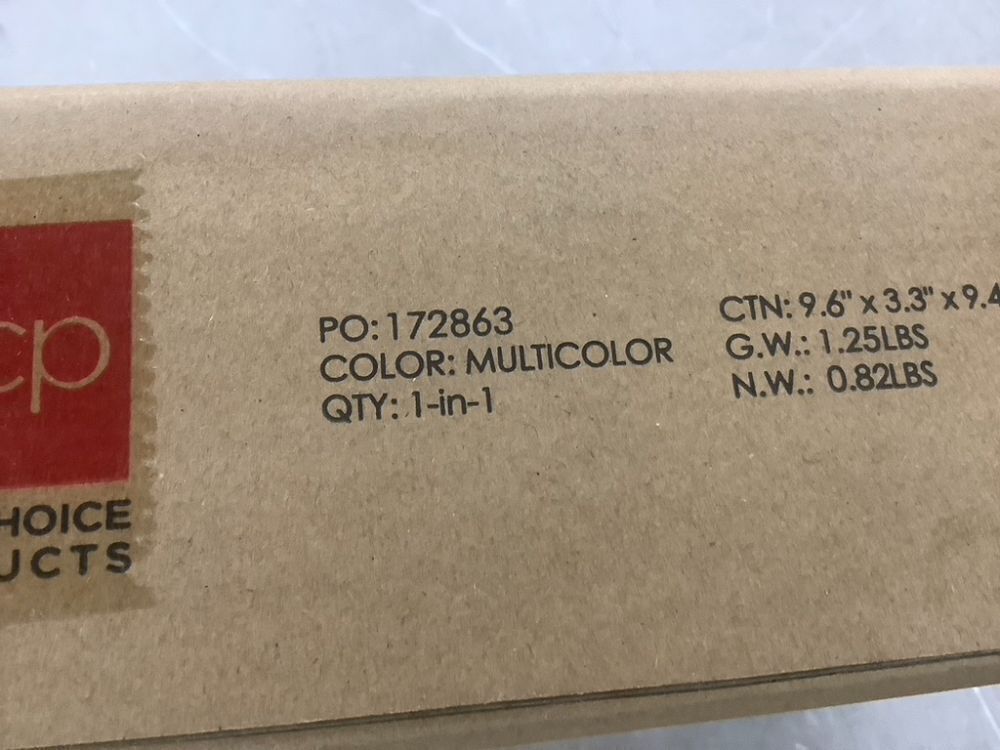 cp
HOICE
UCTS
PO: 172863
COLOR: MULTICOLOR
QTY: 1-in-1
CTN: 9.6" x 3.3" x 9.4
G.W.: 1.25LBS
N.W.: 0.82LBS